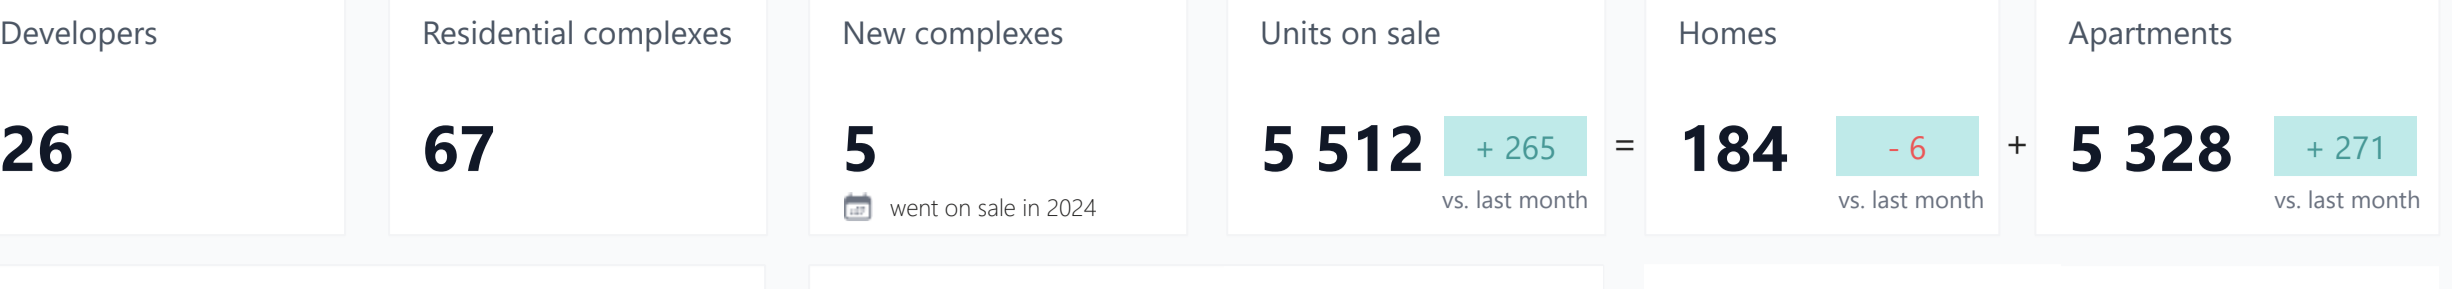 Developers
26
Residential complexes
67
New complexes
5
went on sale in 2024
Units on sale
5 512 + 265
vs. last month
=
Homes
184 - 6
vs. last month
+
Apartments
5 328 + 271
vs. last month